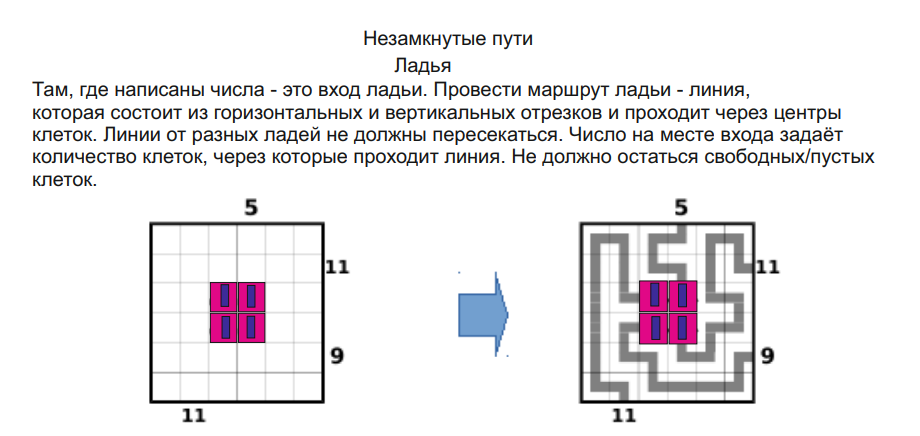 Незамкнутые пути
Ладья
Там, где написаны числа - это вход ладьи. Провести маршрут ладьи - линия,
которая состоит из горизонтальных и вертикальных отрезков и проходит через центры
клеток. Линии от разных ладей не должны пересекаться. Число на месте входа задаёт
количество клеток, через которые проходит линия. Не должно остаться свободных/пустых
клеток.
5 5
11 11
9 9
11 11